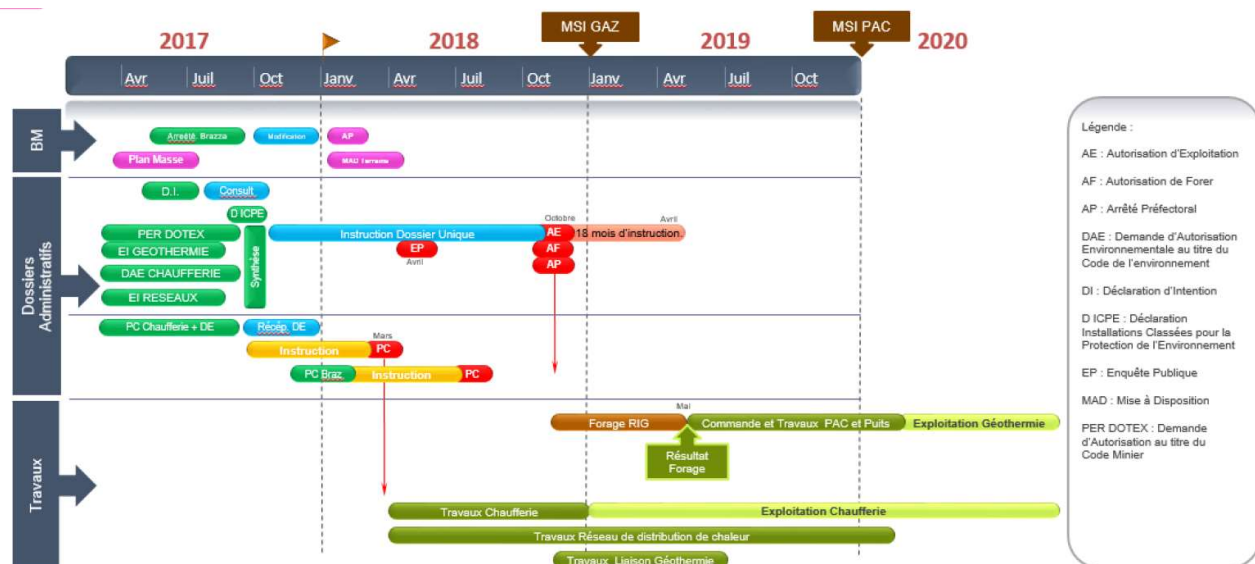 MSI GAZ
MSI PAC
2017
2018
2019
2020
Avr
Juil
Oct
Janv
Avr
Juil
Oct
Janv
Avr
Juil
Oct
BM
Arreété. Brazza
Modification
AP
Plan Masse
MAD terrains
Dossiers
Administratifs
D.I.
Consult
D ICPE
Octobre
Avril
PER DOTEX
Instruction Dossier Unique
AE
18 mois d'instruction.
EI GEOTHERMIE
Synthèse
EP
AF
Avril
AP
DAE CHAUFFERIE
EI RESEAUX
PC Chaufferie + DE
Récép. DE
Mars
Instruction
PC
PC Braz
Instruction
PC
Travaux
Mai
Forage RIG
Commande et Travaux PAC et Puits
Exploitation Géothermie
Résultat
Forage
Travaux Chaufferie
Exploitation Chaufferie
Travaux Réseau de distribution de chaleur
Travaux Liaison Géothermie
Légende :
AE : Autorisation d'Exploitation
AF : Autorisation de Forer
AP : Arrêté Préfectoral
DAE : Demande d'Autorisation
Environnementale au titre du
Code de l'environnement
DI : Déclaration d'Intention
D ICPE : Déclaration
Installations Classées pour la
Protection de l'Environnement
EP : Enquête Publique
MAD : Mise à Disposition
PER DOTEX : Demande
d'Autorisation au titre du
Code Minier